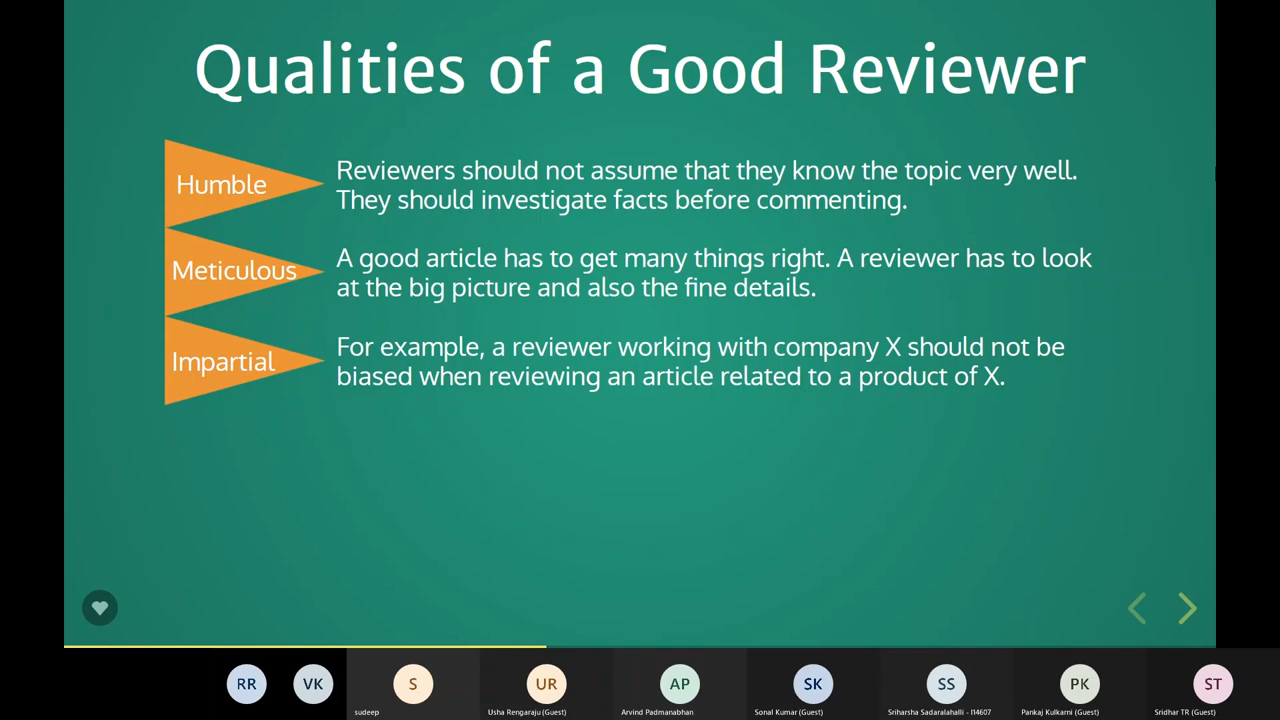 Qualities of a Good Reviewer
Humble
Reviewers should not assume that they know the topic very well.
They should investigate facts before commenting.
Meticulous
A good article has to get many things right. A reviewer has to look
at the big picture and also the fine details.
Impartial
For example, a reviewer working with company X should not be
biased when reviewing an article related to a product of X.
RR
VK
S
UR
AP
SK
SS
PK
ST
sudeep
Usha Rengaraju (Guest)
Arvind Padmanabhan
Sonal Kumar (Guest)
Sriharsha Sadaralahalli - I14607
Pankaj Kulkarni (Guest)
Sridhar TR (Guest)